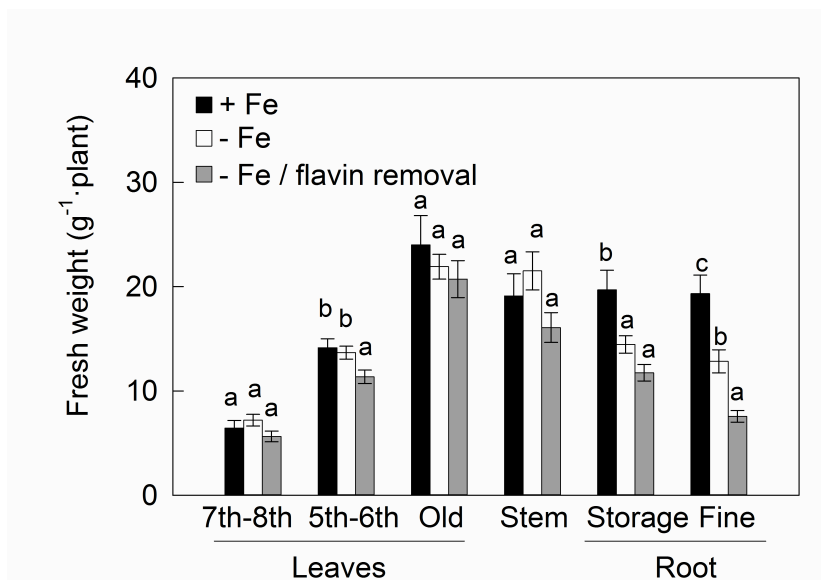 Fresh weight (g⁻¹·plant)
40
30
20
10
0
+ Fe
- Fe
- Fe / flavin removal
a a a
b b a
a a a
a a a
b a a
c b a
7th-8th 5th-6th Old Stem Storage Fine
Leaves Root